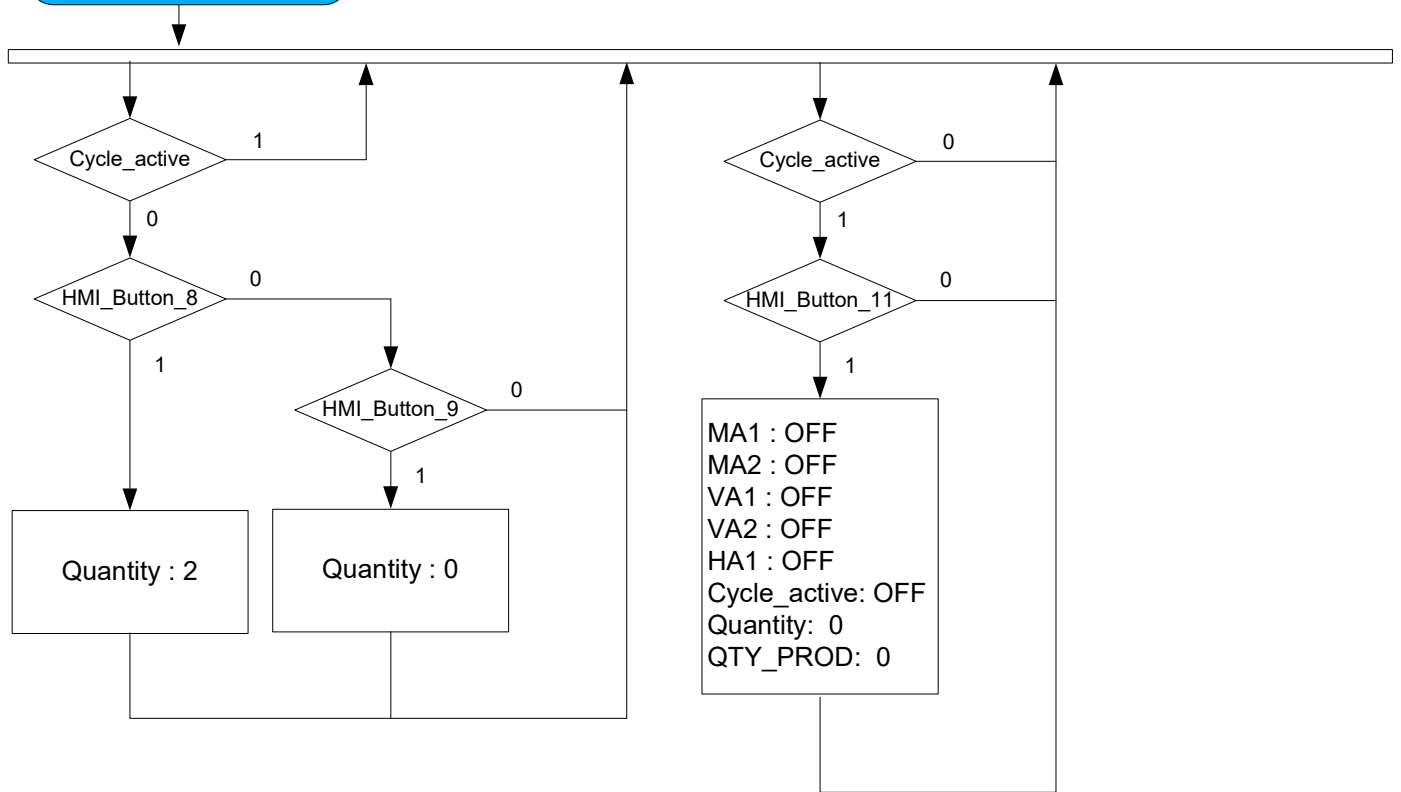 Cycle_active
1
0
HMI_Button_8
0
1
HMI_Button_9
0
1
Quantity : 2
Quantity : 0
Cycle_active
0
1
HMI_Button_11
0
1
MA1 : OFF
MA2 : OFF
VA1 : OFF
VA2 : OFF
HA1 : OFF
Cycle_active: OFF
Quantity: 0
QTY_PROD: 0